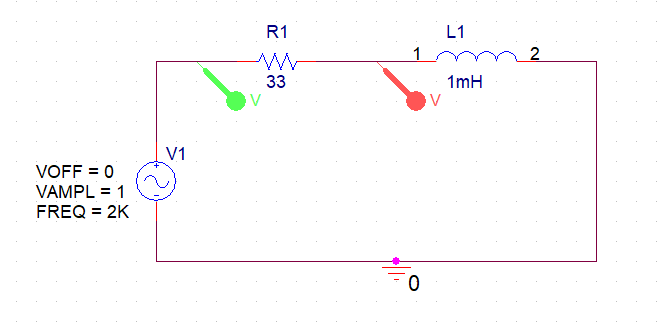 R1
L1
1
2
33
1mH
V
V
V1
+
-
VOFF = 0
VAMPL = 1
FREQ = 2K
0